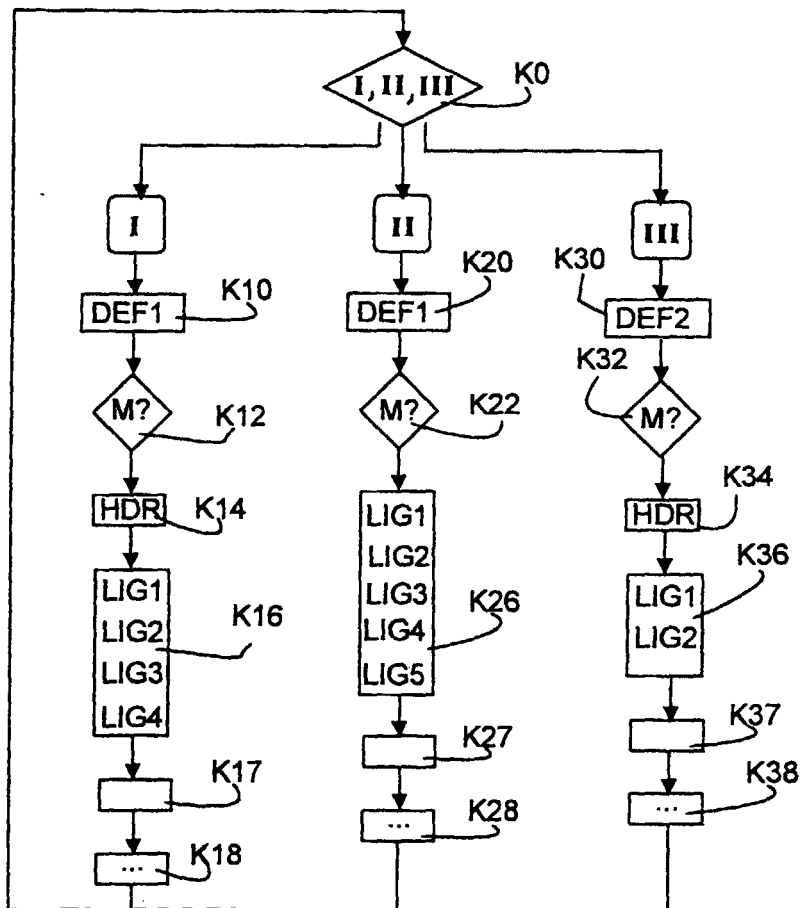 I, II, III
K0
I
II
III
K10
K20
K30
DEF1
DEF1
DEF2
M?
K12
M?
K22
K32
M?
HDR
K14
HDR
K34
LIG1
LIG2
LIG3
LIG4
K16
LIG1
LIG2
LIG3
LIG4
LIG5
K26
LIG1
LIG2
K36
K17
K27
K37
...
K18
...
K28
...
K38